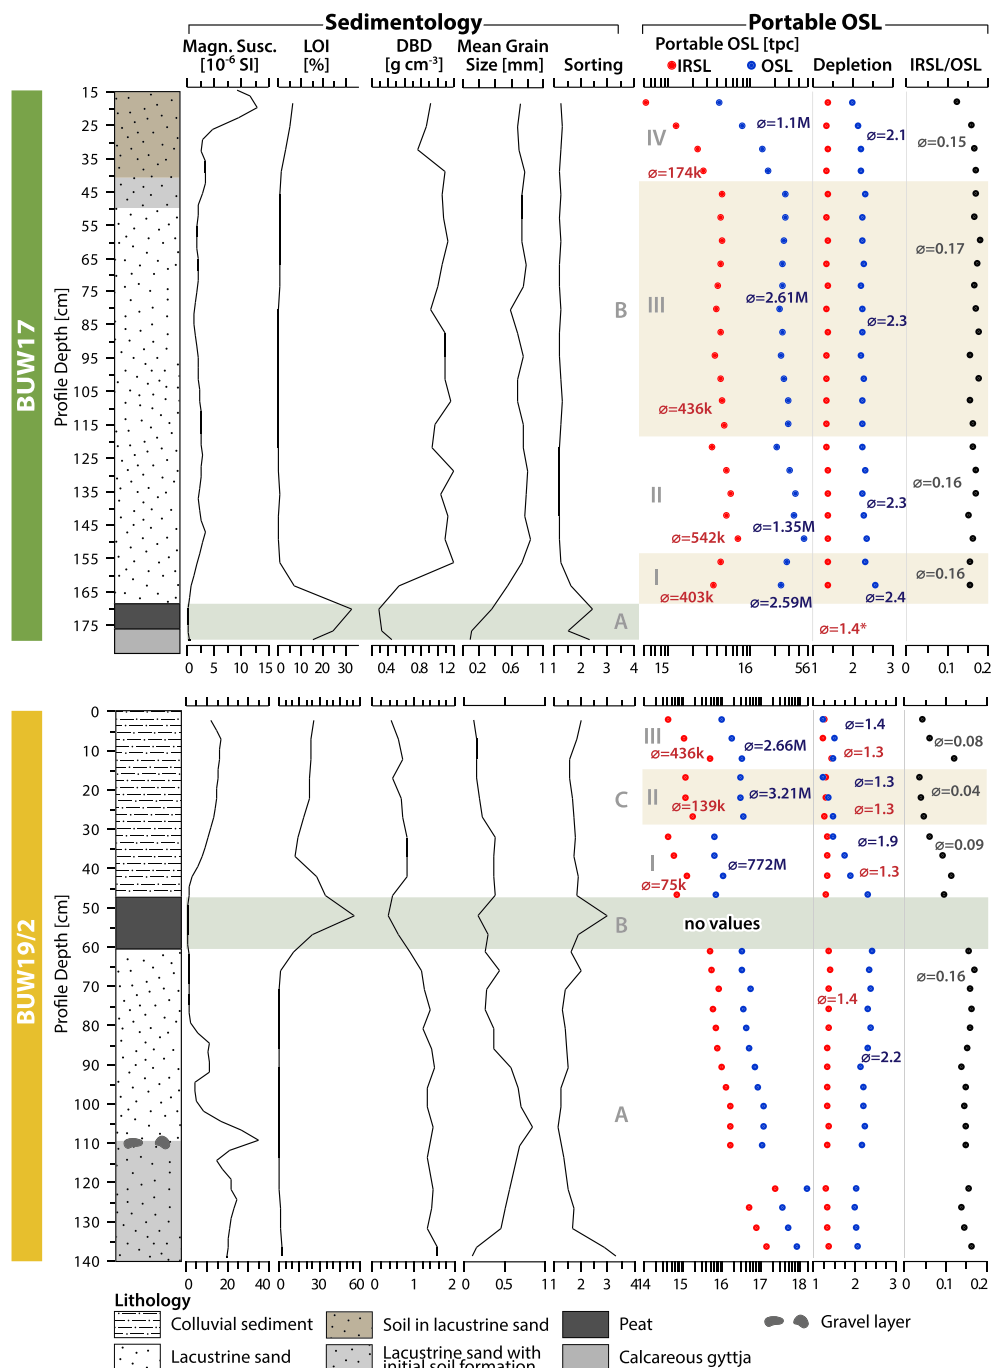 Sedimentology Portable OSL
Magn. Susc. LOI DBD Mean Grain Portable OSL [tpc]
[10⁻⁶ SI] [%] [g cm⁻³] Size [mm] Sorting IRSL OSL Depletion IRSL/OSL
BUW17
Profile Depth [cm]
15
25
35
45
55
65
75
85
95
105
115
125
135
145
155
165
175
B
A
IV
III
II
I
ø=1.1M
ø=174k
ø=2.1
ø=0.15
ø=0.17
ø=2.61M
ø=2.3
ø=436k
ø=0.16
ø=2.3
ø=1.35M
ø=542k
ø=0.16
ø=403k
ø=2.59M
ø=2.4
ø=1.4*
0 5 10 15 0 10 20 30 0.4 0.8 1.2 0.2 0.6 1 1 2 3 4 15 16 56 1 2 3 0 0.1 0.2
BUW19/2
Profile Depth [cm]
0
10
20
30
40
50
60
70
80
90
100
110
120
130
140
C
B
A
III
II
I
ø=436k
ø=2.66M
ø=1.4
ø=1.3
ø=0.08
ø=139k
ø=3.21M
ø=1.3
ø=1.3
ø=0.04
ø=75k
ø=772M
ø=1.9
ø=1.3
ø=0.09
no values
ø=1.4
ø=0.16
ø=2.2
0 20 40 0 30 60 0 1 2 0 0.5 1 1 2 3 4 14 15 16 17 18 1 2 3 0 0.1 0.2
Lithology
Colluvial sediment Soil in lacustrine sand Peat Gravel layer
Lacustrine sand Lacustrine sand with Calcareous gyttja
initial soil formation